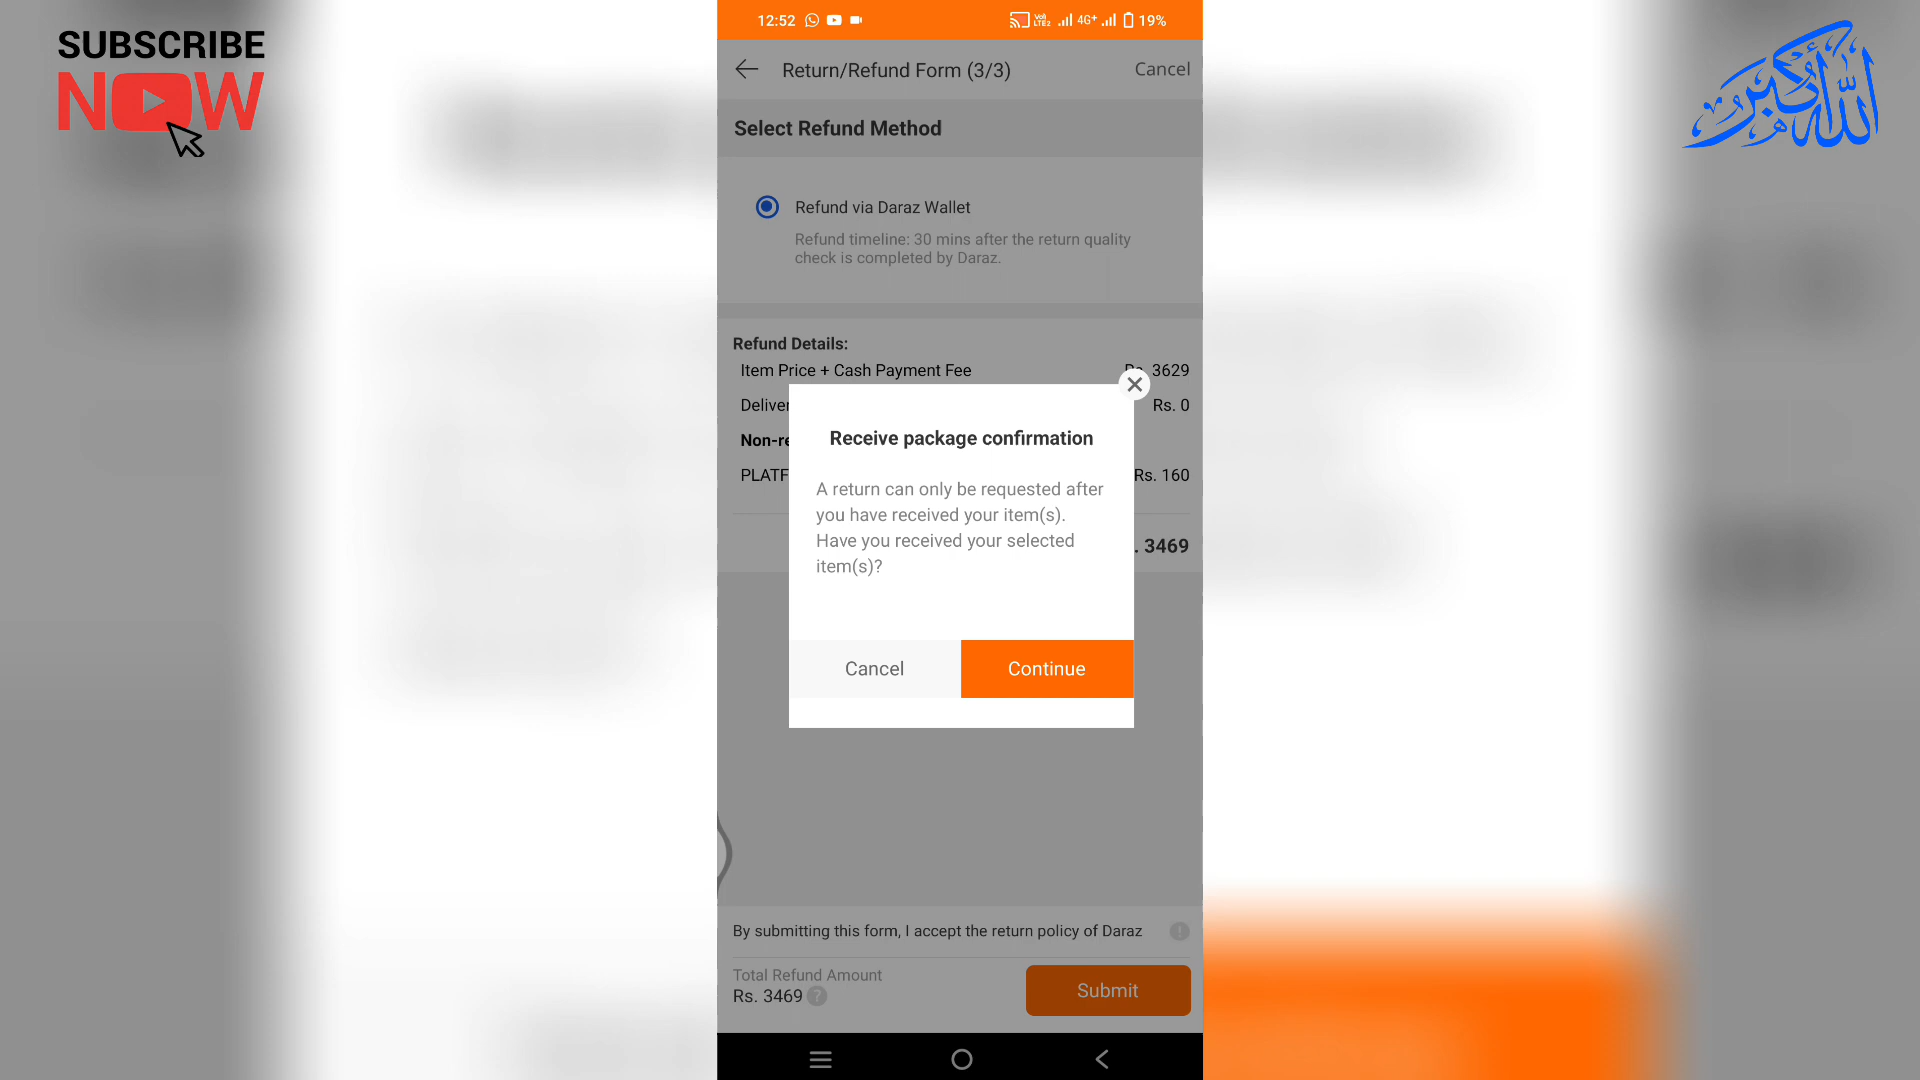 SUBSCRIBE
NOW
الله أكبر
12:52
4G+
19%
Return/Refund Form (3/3)
Cancel
Select Refund Method
Refund via Daraz Wallet
Refund timeline: 30 mins after the return quality
check is completed by Daraz.
Refund Details:
Item Price + Cash Payment Fee
3629
Rs. 0
Rs. 160
. 3469
Receive package confirmation
A return can only be requested after
you have received your item(s).
Have you received your selected
item(s)?
Cancel
Continue
By submitting this form, I accept the return policy of Daraz
Total Refund Amount
Rs. 3469
Submit